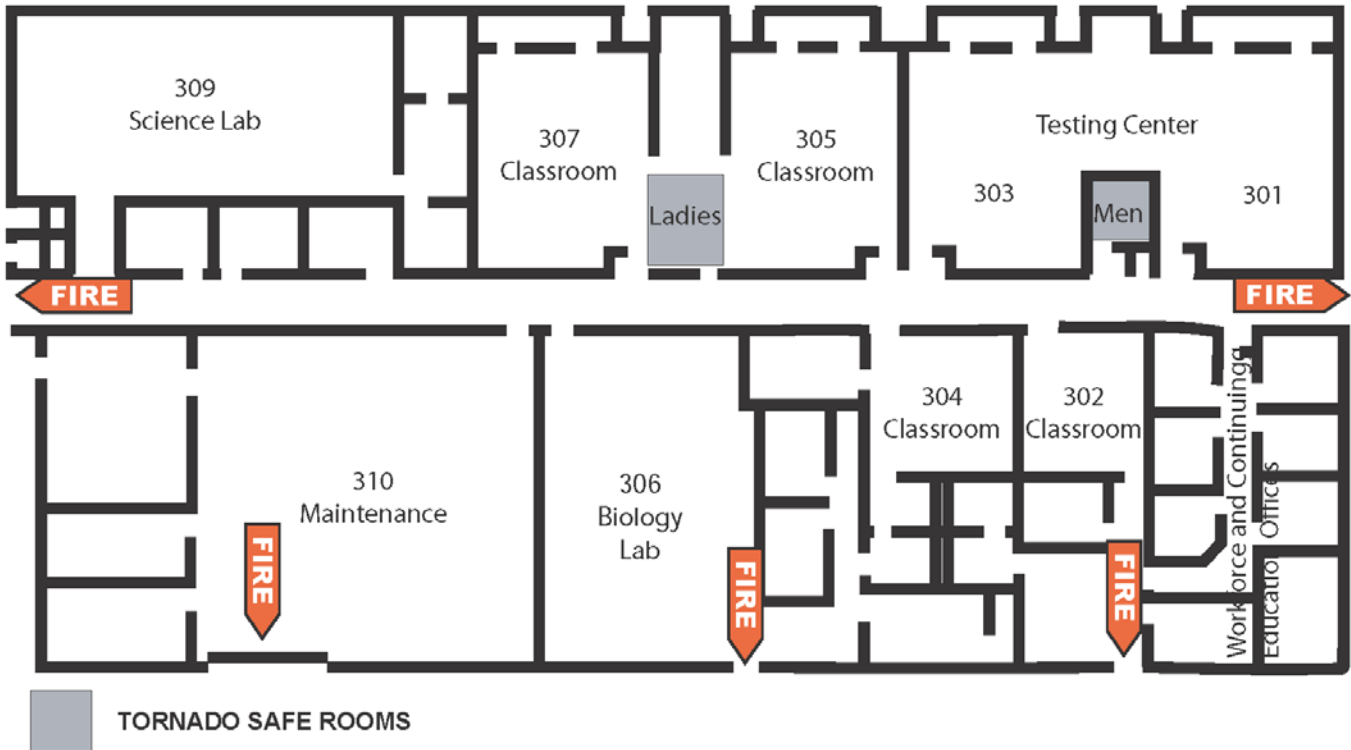 309
Science Lab
307
Classroom
305
Classroom
Testing Center
303
301
Ladies
Men
FIRE
FIRE
310
Maintenance
306
Biology
Lab
304
Classroom
302
Classroom
Workforce and Continuingg
Education Offices
FIRE
FIRE
FIRE
TORNADO SAFE ROOMS